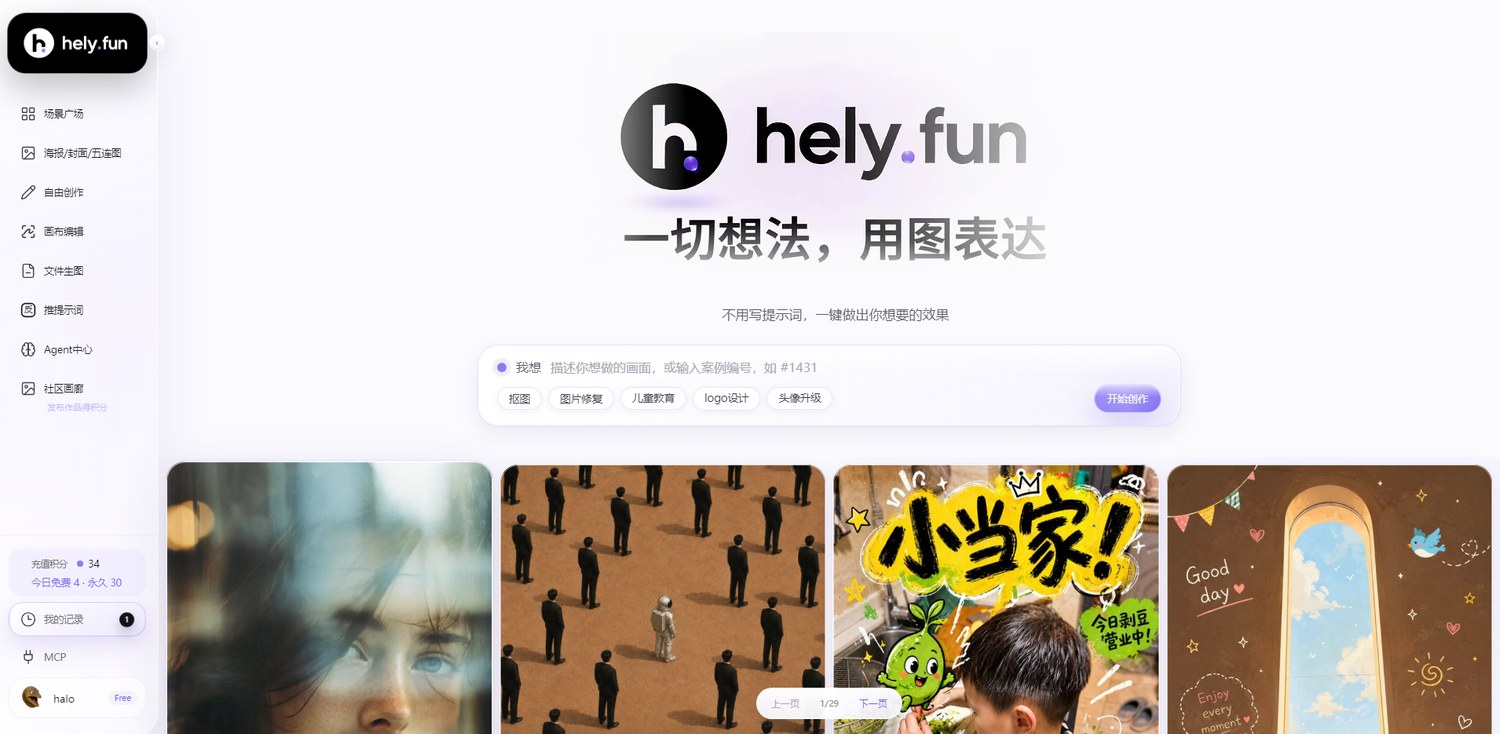 hely.fun
场景广场
海报/封面/五连图
自由创作
画布编辑
文件生图
推提示词
Agent中心
社区画廊
发布作品得积分
充值积分 34
今日免费 4 · 永久 30
我的记录 1
MCP
halo Free
hely.fun
一切想法，用图表达
不用写提示词，一键做出你想要的效果
我想 描述你想做的画面，或输入案例编号，如 #1431
抠图 图片修复 儿童教育 logo设计 头像升级 开始创作
小当家!
今日剥豆
营业中!
Good
day
Enjoy
every
moment
上一页 1/29 下一页